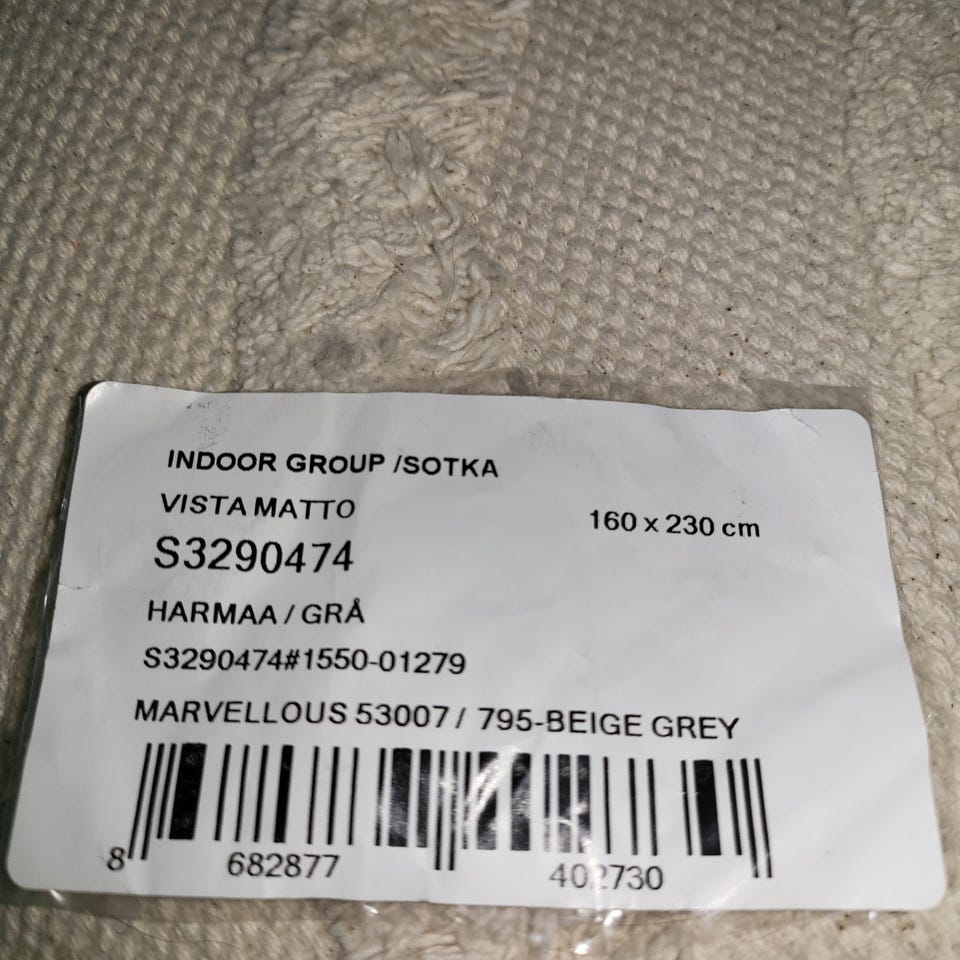 INDOOR GROUP /SOTKA
VISTA MATTO
160 x 230 cm
S3290474
HARMAA / GRÅ
S3290474#1550-01279
MARVELLOUS 53007 / 795-BEIGE GREY
8 682877 402730